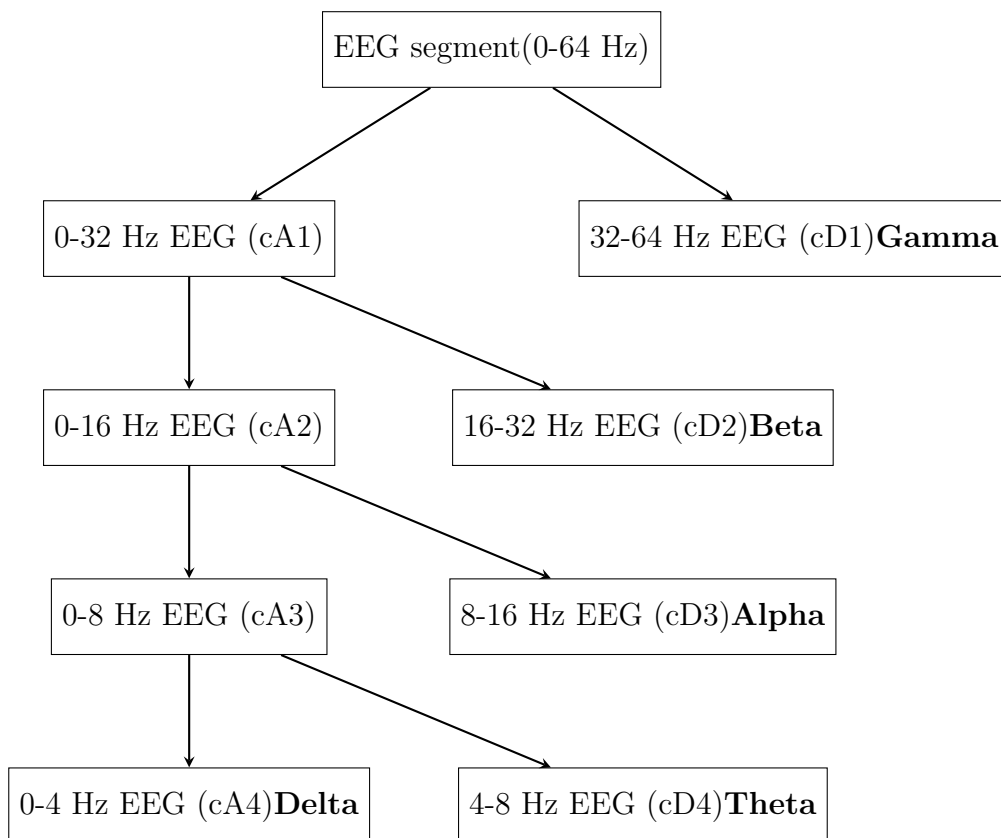 EEG segment(0-64 Hz)
0-32 Hz EEG (cA1)
32-64 Hz EEG (cD1)Gamma
0-16 Hz EEG (cA2)
16-32 Hz EEG (cD2)Beta
0-8 Hz EEG (cA3)
8-16 Hz EEG (cD3)Alpha
0-4 Hz EEG (cA4)Delta
4-8 Hz EEG (cD4)Theta